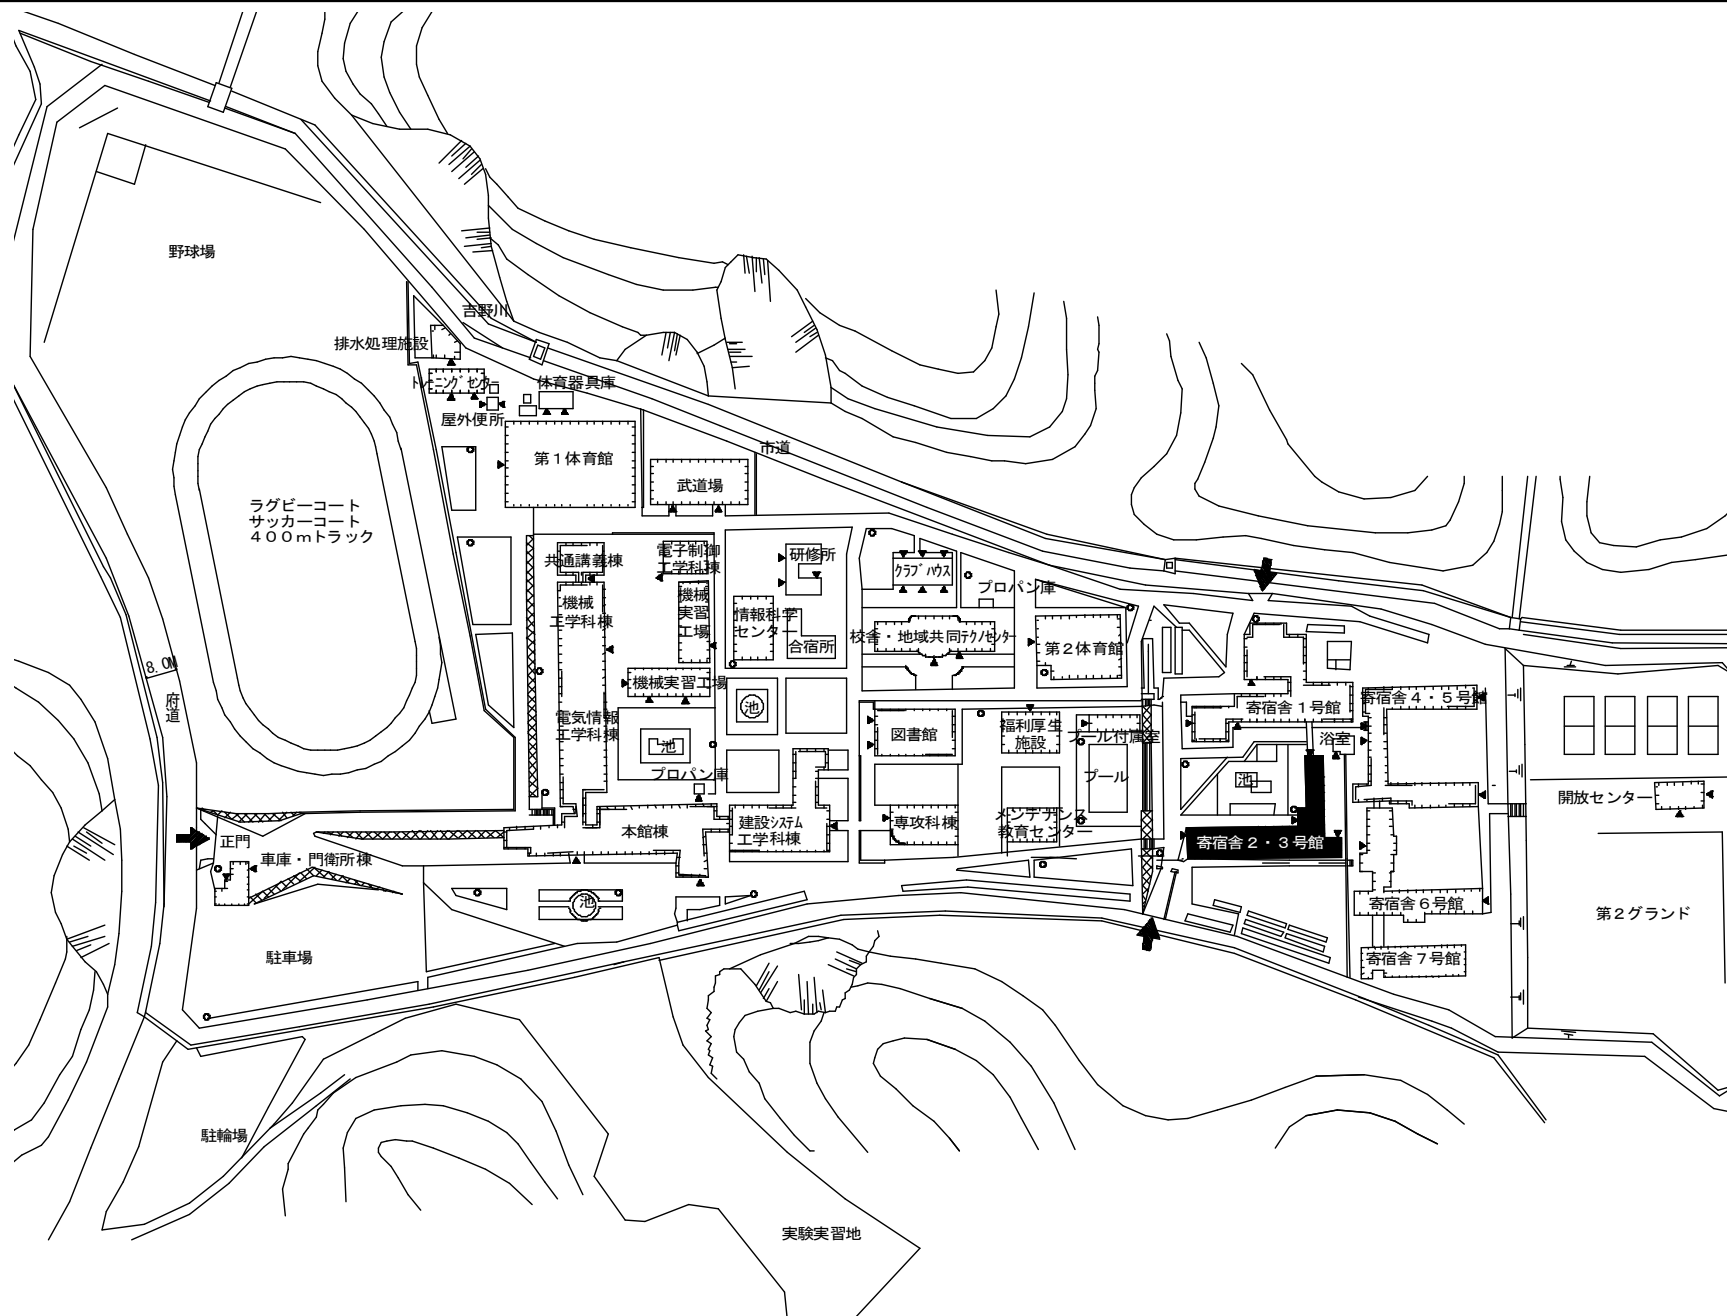 野球場
吉野川
排水処理施設
トレーニングセンター
体育器具庫
屋外便所
市道
第１体育館
武道場
ラグビーコート
サッカーコート
４００ｍトラック
共通講義棟
電子制御
工学科棟
研修所
クラブハウス
プロパン庫
機械
工学科棟
機械
実習
工場
情報科学
センター
合宿所
校舎・地域共同テクノセンター
第２体育館
8.0M
府道
機械実習工場
池
電気情報
工学科棟
池
プロパン庫
図書館
福利厚生
施設
プール付属室
プール
寄宿舎１号館
寄宿舎４・５号館
浴室
池
開放センター
正門
車庫・門衛所棟
本館棟
建設システム
工学科棟
専攻科棟
メンテナンス
教育センター
寄宿舎２・３号館
池
寄宿舎６号館
第２グランド
駐車場
寄宿舎７号館
駐輪場
実験実習地